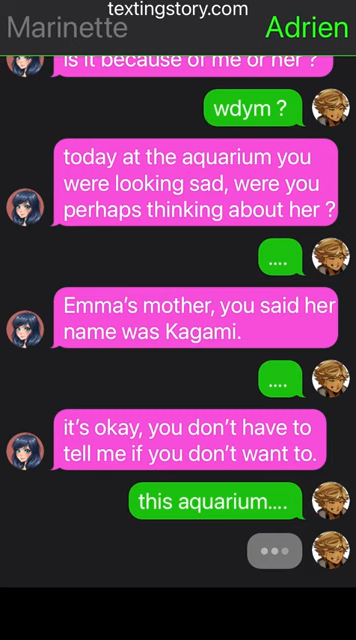 textingstory.com
Marinette
Adrien
Is it because of me or her ?
wdym ?
today at the aquarium you
were looking sad, were you
perhaps thinking about her ?
....
Emma’s mother, you said her
name was Kagami.
....
it’s okay, you don’t have to
tell me if you don’t want to.
this aquarium....